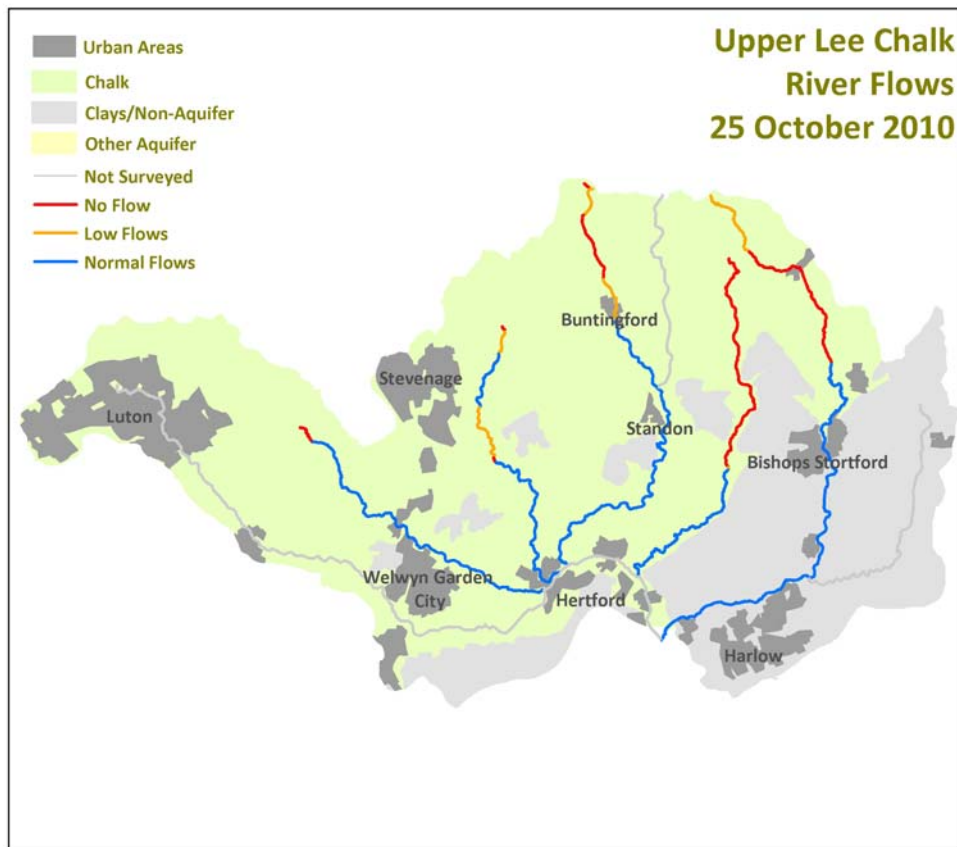 Upper Lee Chalk
River Flows
25 October 2010
Urban Areas
Chalk
Clays/Non-Aquifer
Other Aquifer
Not Surveyed
No Flow
Low Flows
Normal Flows
Buntingford
Stevenage
Luton
Standon
Bishops Stortford
Welwyn Garden
City
Hertford
Harlow